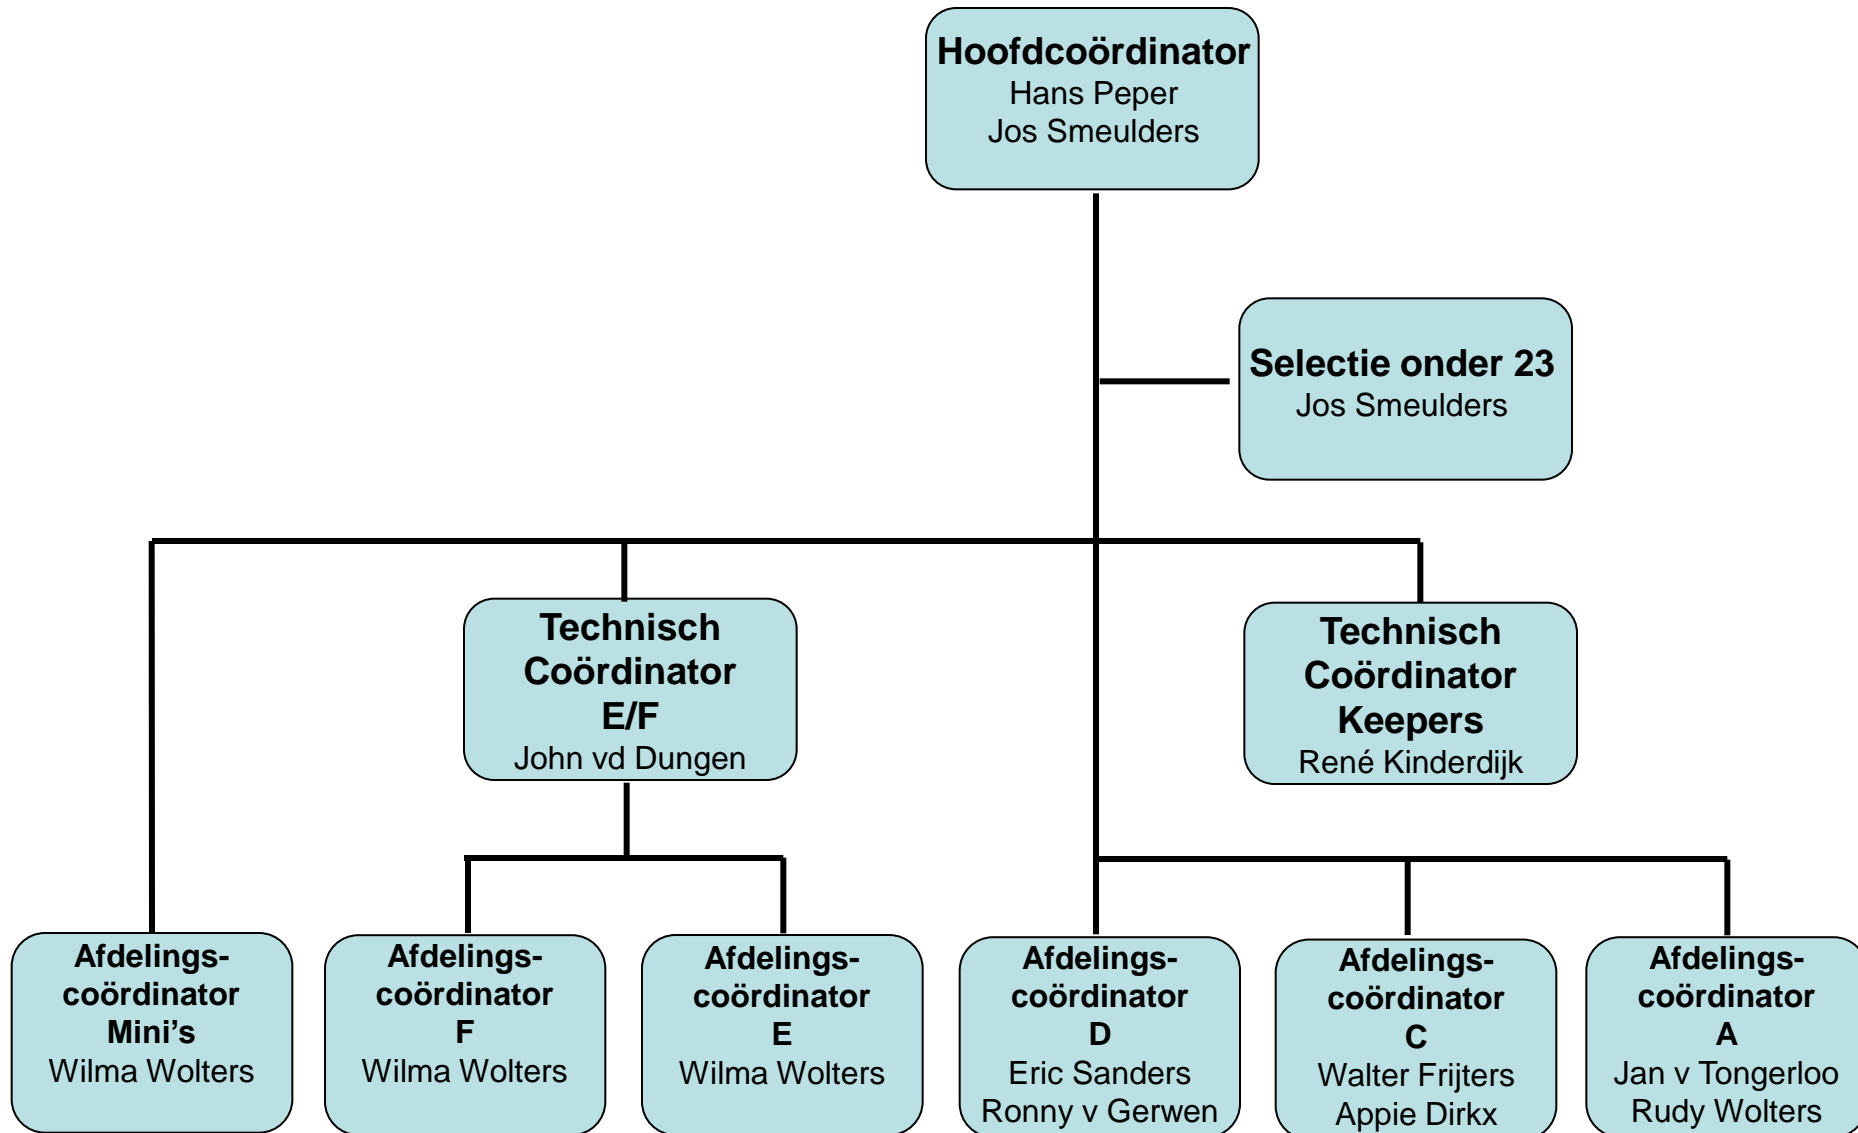 Hoofdcoördinator
Hans Peper
Jos Smeulders
Selectie onder 23
Jos Smeulders
Technisch
Coördinator
E/F
John vd Dungen
Technisch
Coördinator
Keepers
René Kinderdijk
Afdelings-
coördinator
Mini’s
Wilma Wolters
Afdelings-
coördinator
F
Wilma Wolters
Afdelings-
coördinator
E
Wilma Wolters
Afdelings-
coördinator
D
Eric Sanders
Ronny v Gerwen
Afdelings-
coördinator
C
Walter Frijters
Appie Dirkx
Afdelings-
coördinator
A
Jan v Tongerloo
Rudy Wolters